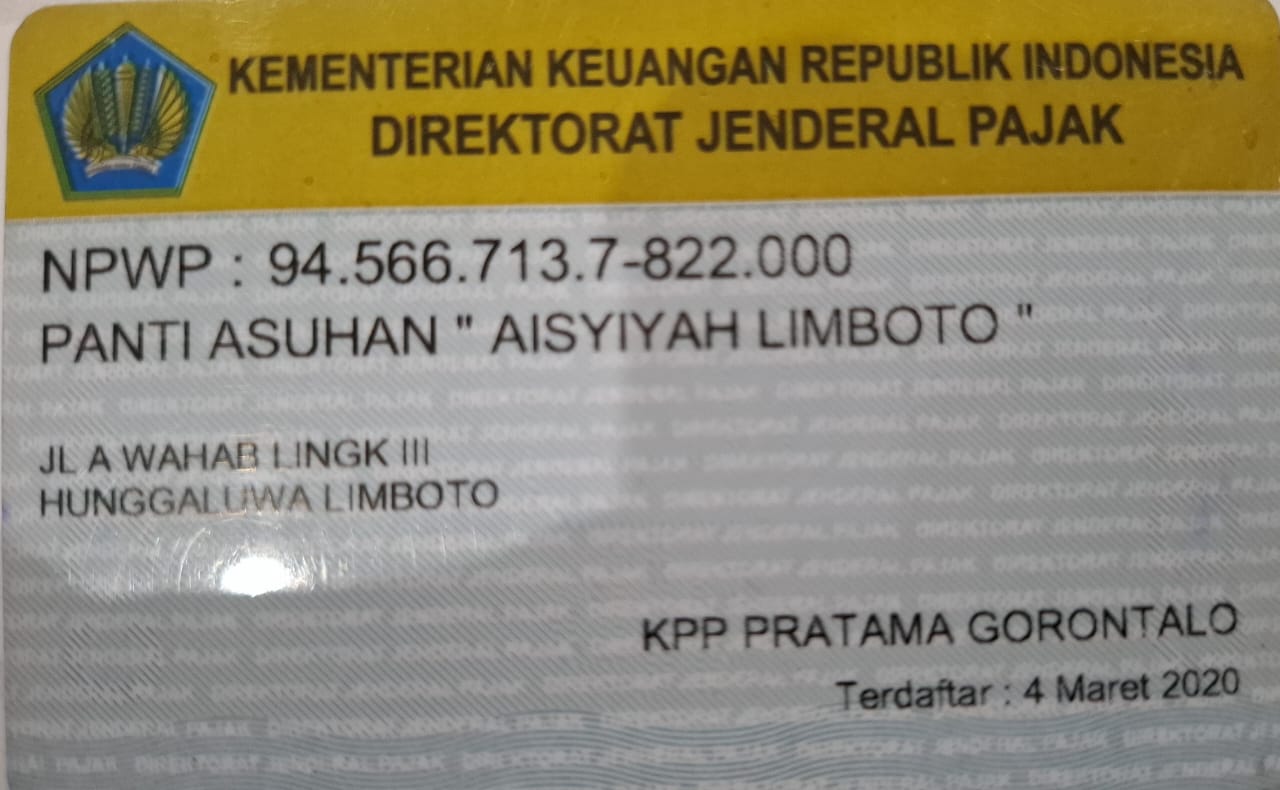 KEMENTERIAN KEUANGAN REPUBLIK INDONESIA
DIREKTORAT JENDERAL PAJAK
NPWP : 94.566.713.7-822.000
PANTI ASUHAN " AISYIYAH LIMBOTO "
JL A WAHAB LINGK III
HUNGGALUWA LIMBOTO
KPP PRATAMA GORONTALO
Terdaftar : 4 Maret 2020